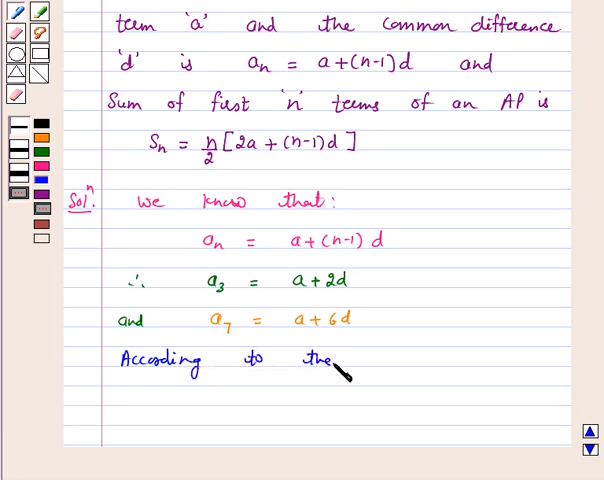 term 'a' and the common difference
'd' is aₙ = a+(n-1)d and
Sum of first 'n' terms of an AP is
Sₙ = n/2 [2a + (n-1)d]
Solⁿ. We know that:
aₙ = a+(n-1) d
∴ a₃ = a+2d
and a₇ = a+6d
According to the